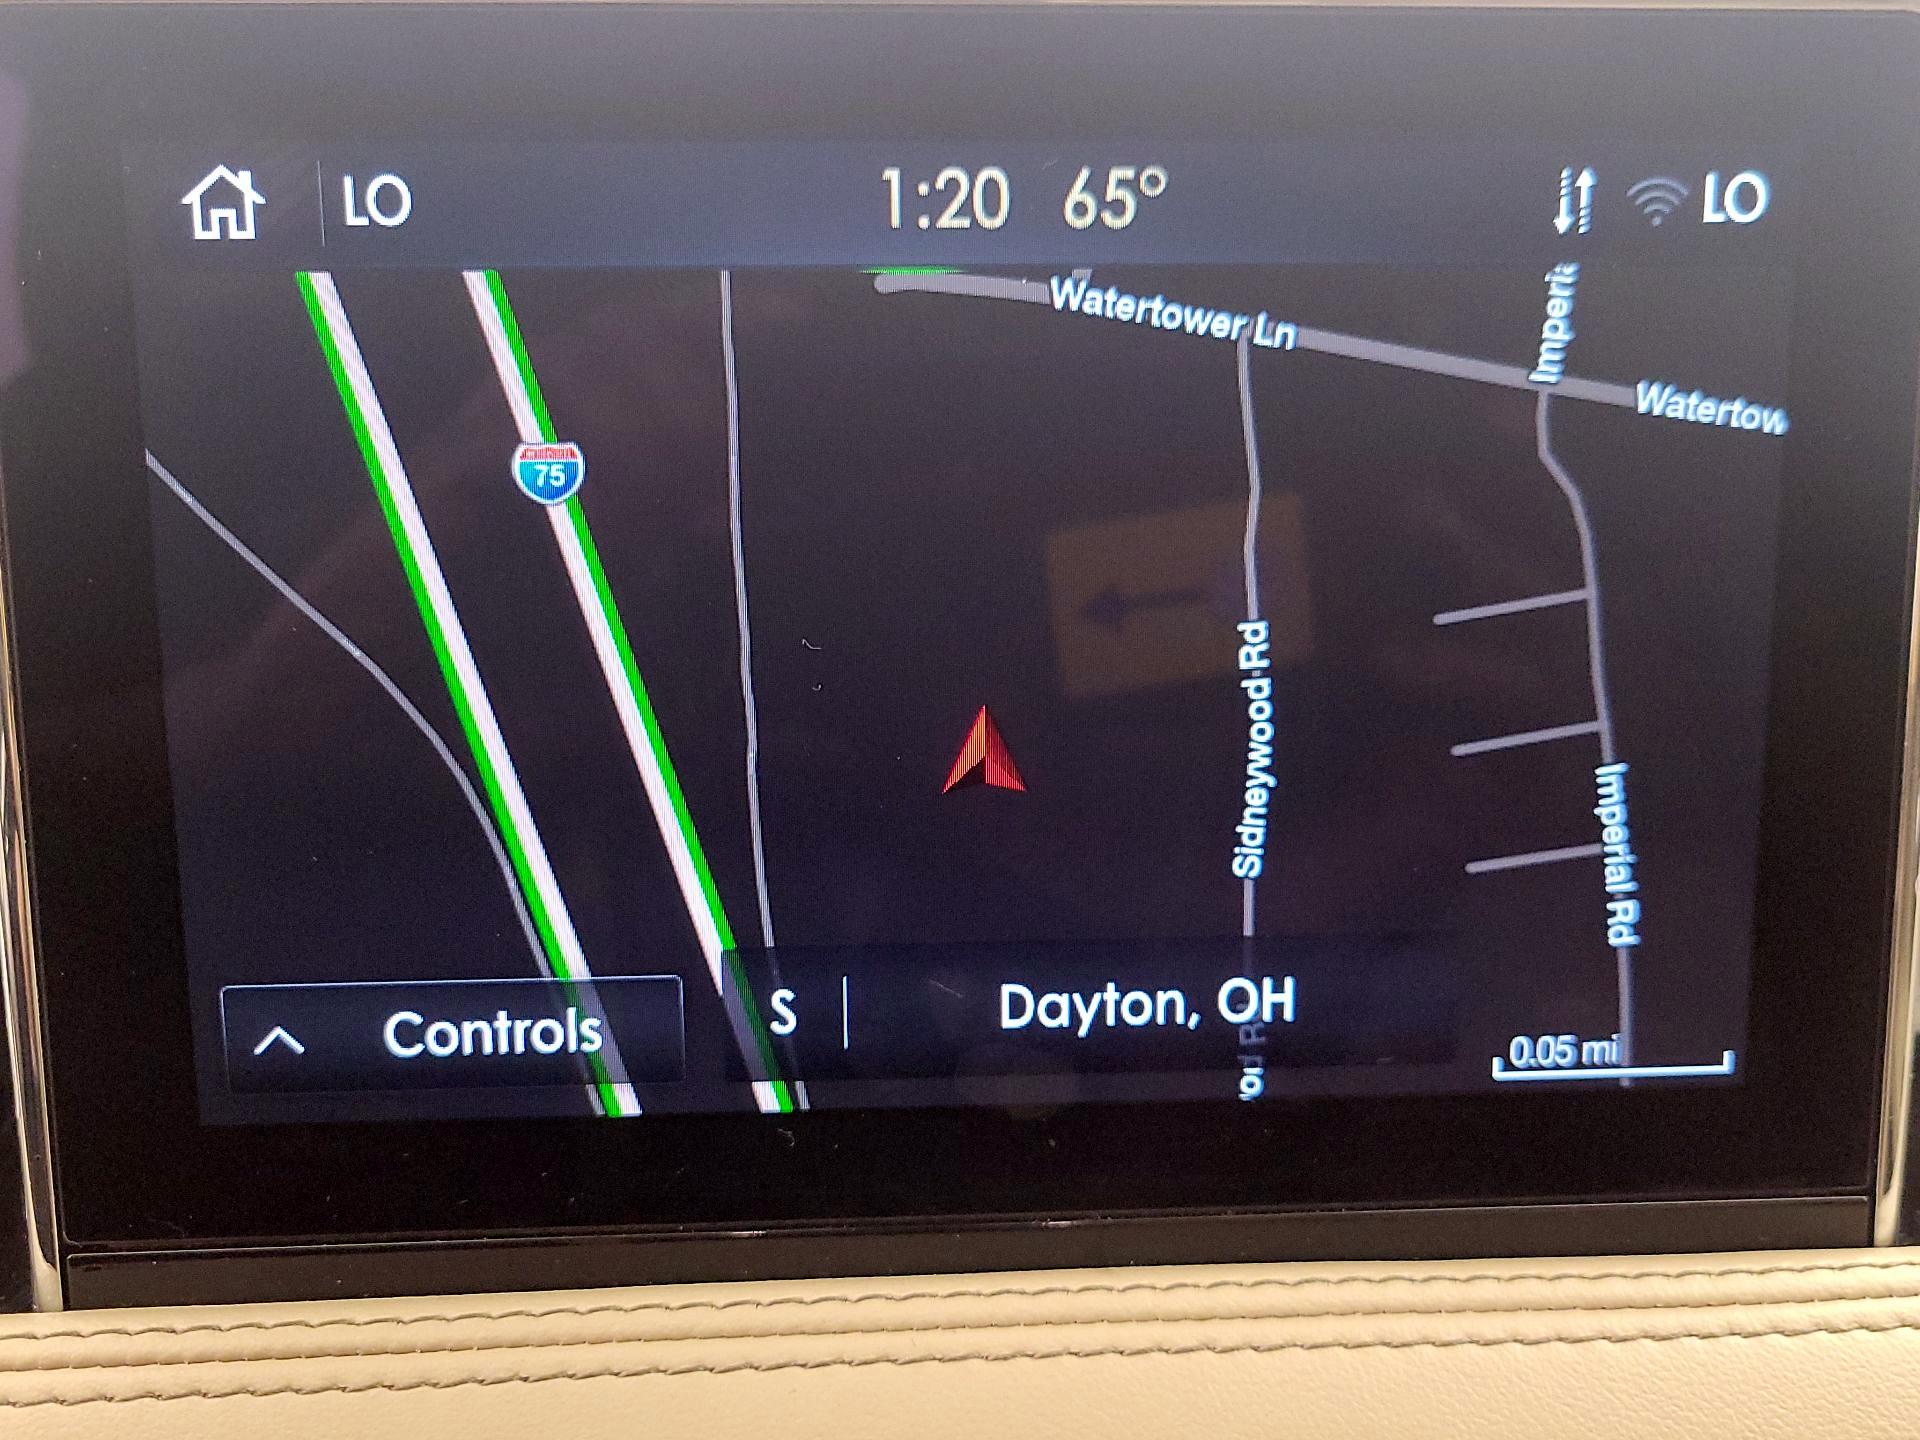 LO
1:20 65°
LO
Watertower Ln
Imperi
Watertow
75
Sidneywood Rd
Imperial Rd
Controls
S
Dayton, OH
0.05 mi